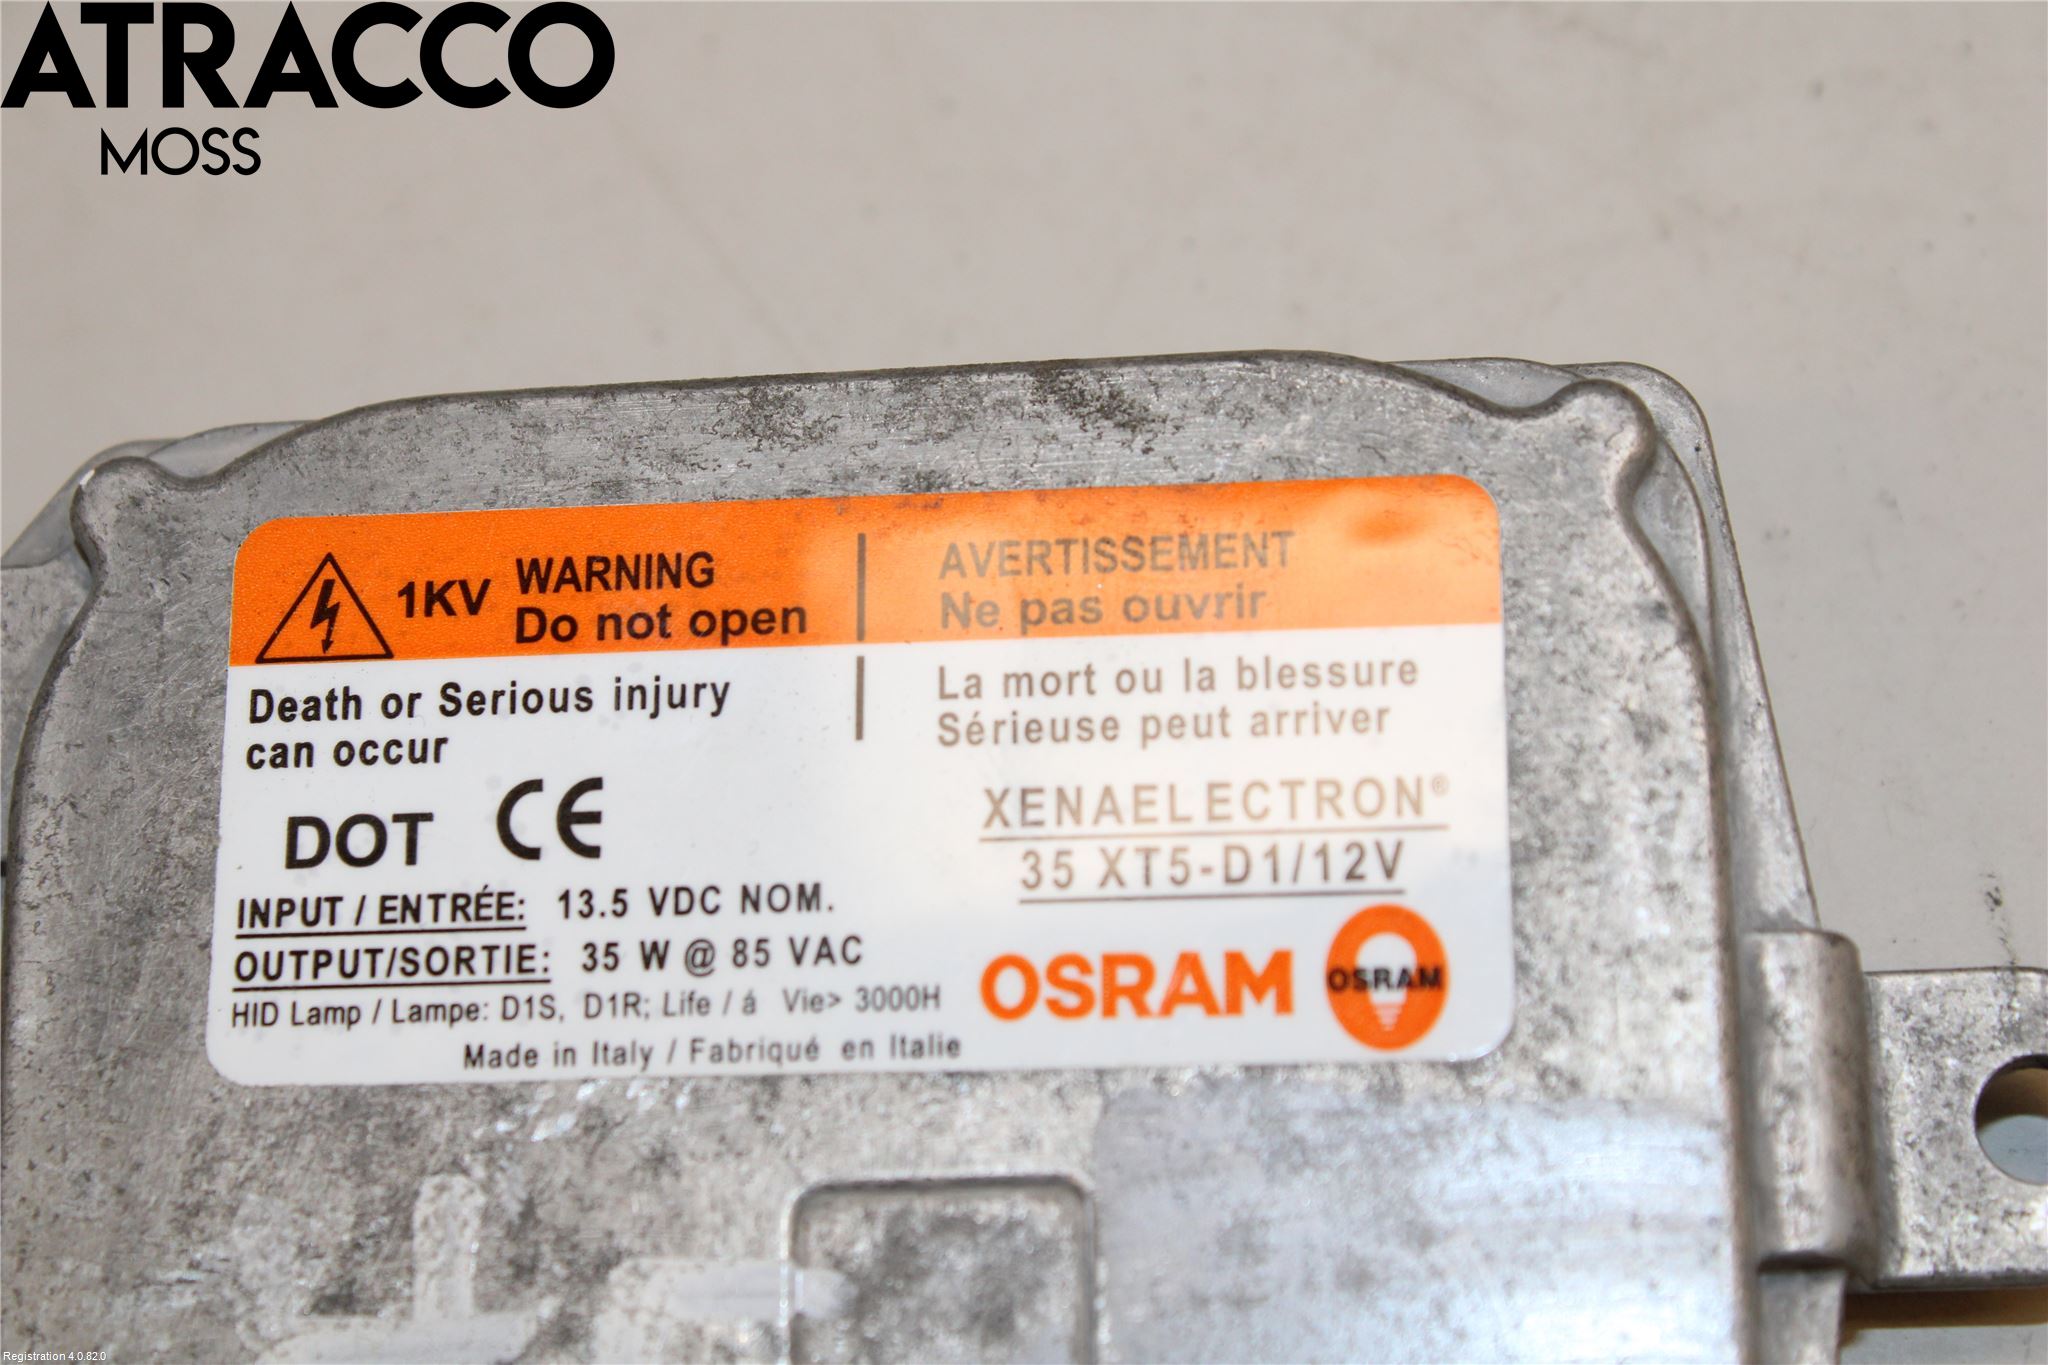 ATRACCO
MOSS
1KV WARNING
Do not open
AVERTISSEMENT
Ne pas ouvrir
Death or Serious injury
can occur
La mort ou la blessure
Sérieuse peut arriver
DOT CE
XENAELECTRON®
35 XT5-D1/12V
INPUT / ENTRÉE: 13.5 VDC NOM.
OUTPUT/SORTIE: 35 W @ 85 VAC
HID Lamp / Lampe: D1S, D1R; Life / á Vie> 3000H
Made in Italy / Fabriqué en Italie
OSRAM
OSRAM
Registration 4.0.82.0